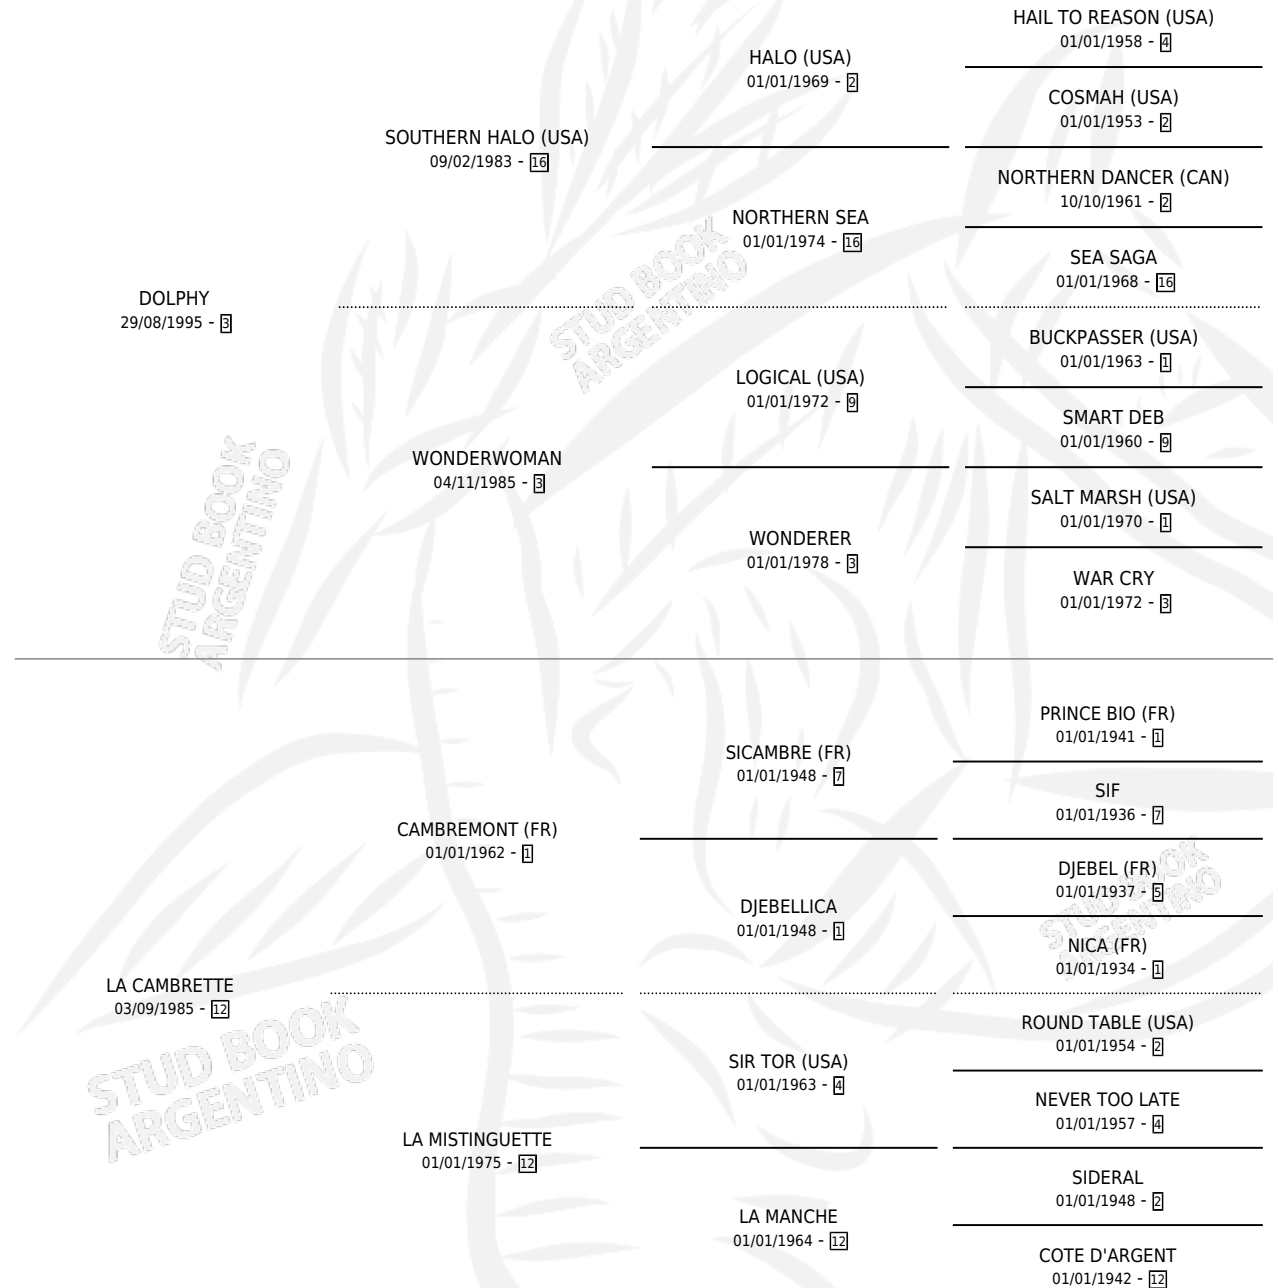 HAIL TO REASON (USA)
01/01/1958 - 4
HALO (USA)
01/01/1969 - 2
COSMAH (USA)
01/01/1953 - 2
SOUTHERN HALO (USA)
09/02/1983 - 16
NORTHERN DANCER (CAN)
10/10/1961 - 2
NORTHERN SEA
01/01/1974 - 16
SEA SAGA
01/01/1968 - 16
STUD BOOK
ARGENTINO
DOLPHY
29/08/1995 - 3
BUCKPASSER (USA)
01/01/1963 - 1
LOGICAL (USA)
01/01/1972 - 9
SMART DEB
01/01/1960 - 9
WONDERWOMAN
04/11/1985 - 3
SALT MARSH (USA)
01/01/1970 - 1
WONDERER
01/01/1978 - 3
WAR CRY
01/01/1972 - 3
STUD BOOK
ARGENTINO
PRINCE BIO (FR)
01/01/1941 - 1
SICAMBRE (FR)
01/01/1948 - 7
SIF
01/01/1936 - 7
CAMBREMONT (FR)
01/01/1962 - 1
DJEBEL (FR)
01/01/1937 - 5
DJEBELLICA
01/01/1948 - 1
NICA (FR)
01/01/1934 - 1
STUD BOOK
ARGENTINO
LA CAMBRETTE
03/09/1985 - 12
ROUND TABLE (USA)
01/01/1954 - 2
SIR TOR (USA)
01/01/1963 - 4
NEVER TOO LATE
01/01/1957 - 4
STUD BOOK
ARGENTINO
LA MISTINGUETTE
01/01/1975 - 12
SIDERAL
01/01/1948 - 2
LA MANCHE
01/01/1964 - 12
COTE D'ARGENT
01/01/1942 - 12